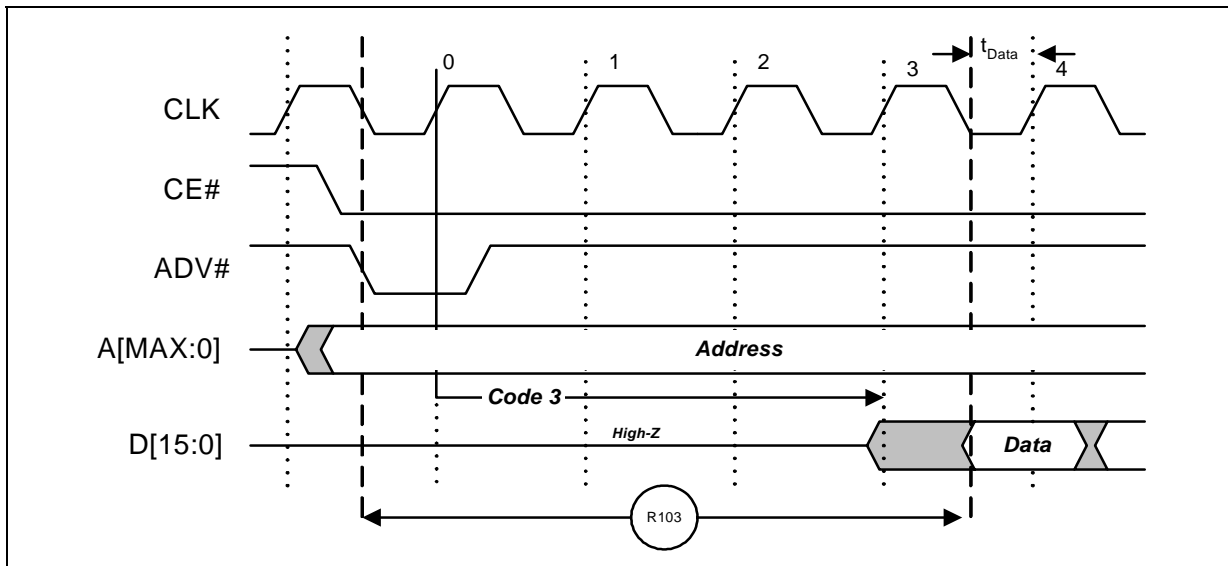 0 1 2 3 tData 4
CLK
CE#
ADV#
A[MAX:0] Address
Code 3
D[15:0] High-Z Data
R103